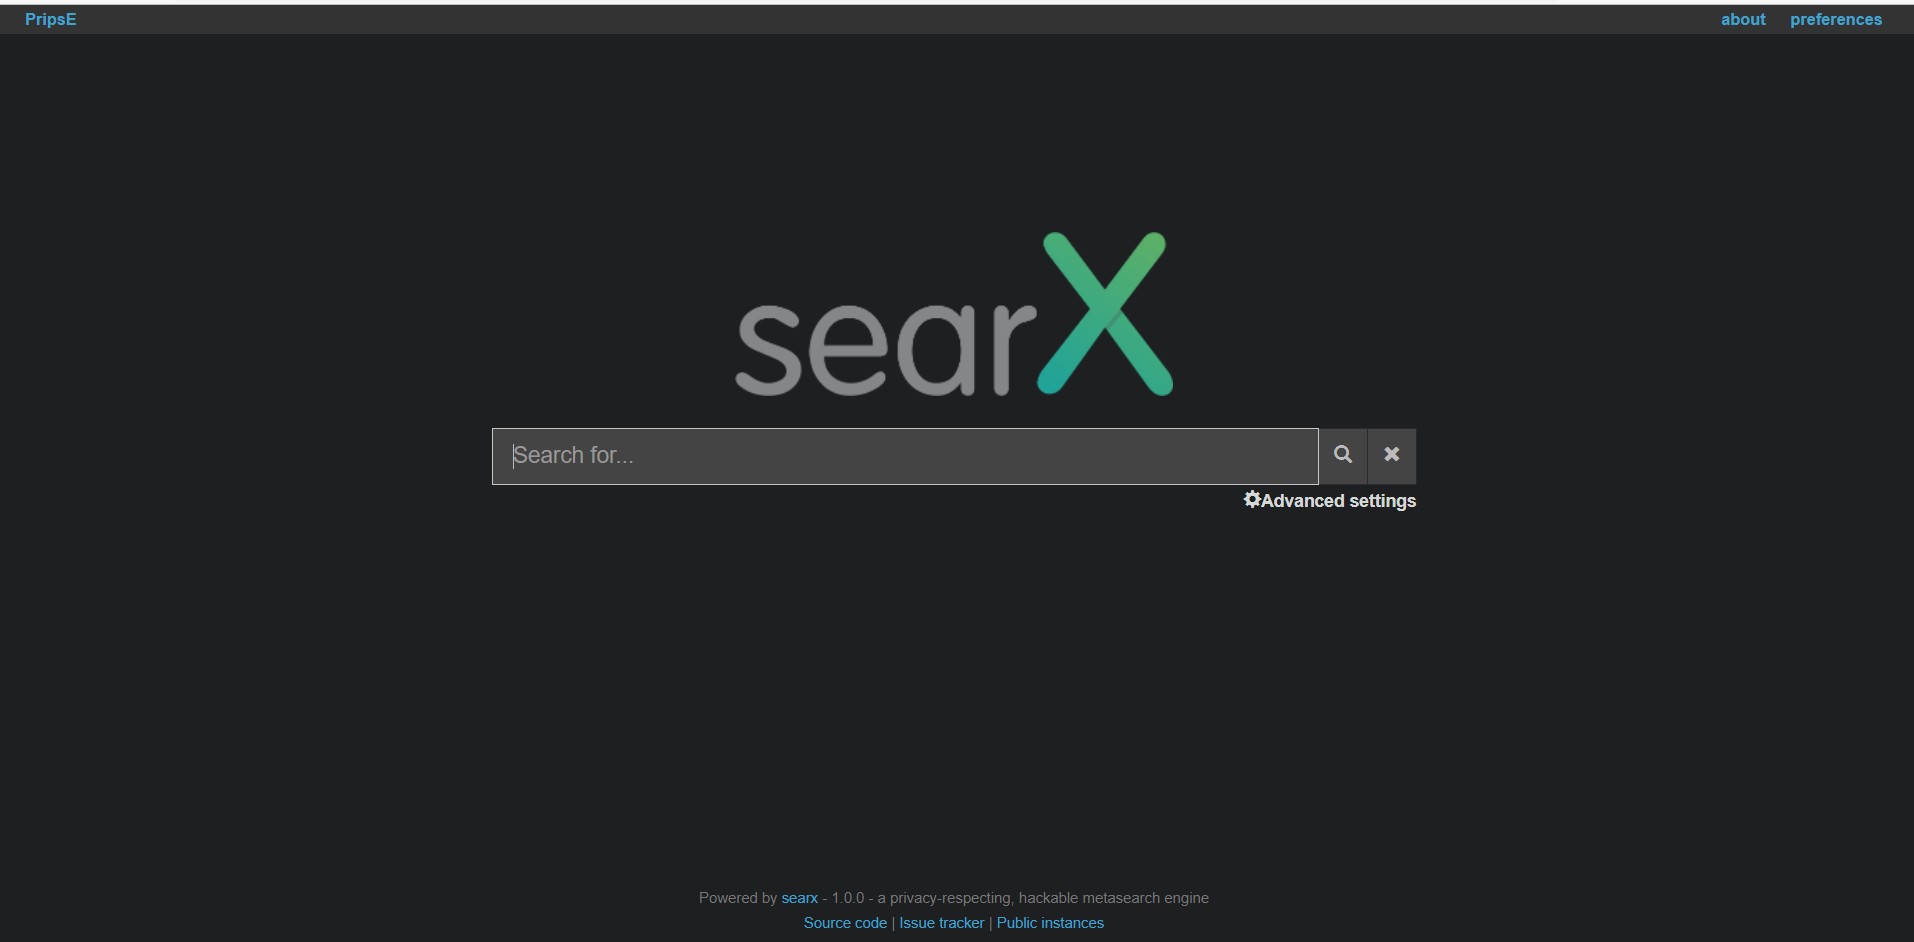 PripsE about preferences
searX
Search for...
Advanced settings
Powered by searx - 1.0.0 - a privacy-respecting, hackable metasearch engine
Source code | Issue tracker | Public instances